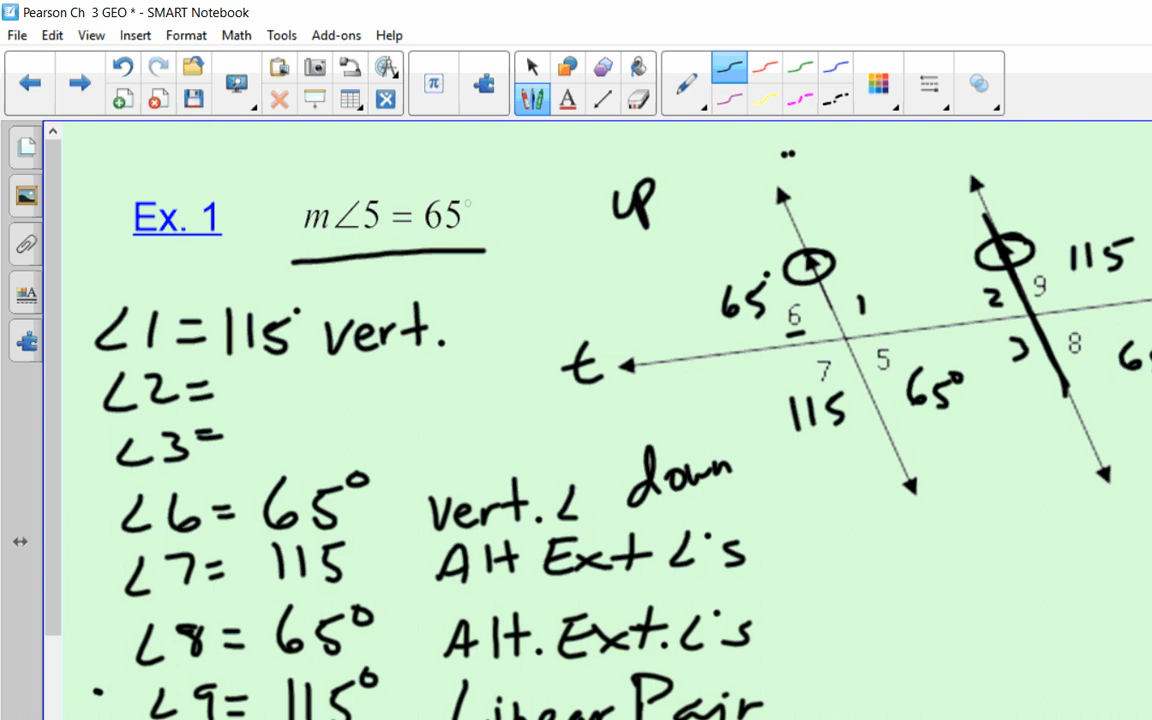 Pearson Ch 3 GEO * - SMART Notebook
File Edit View Insert Format Math Tools Add-ons Help
π
A
Ex. 1
m∠5 = 65°
up
65°
6
1
2
9
115
t
7
5
3
8
115
65°
∠1 = 115° vert.
∠2 =
∠3 =
∠6 = 65° vert. ∠
down
∠7 = 115 Alt Ext ∠'s
∠8 = 65° Alt. Ext. ∠'s
∠9 = 115° Linear Pair